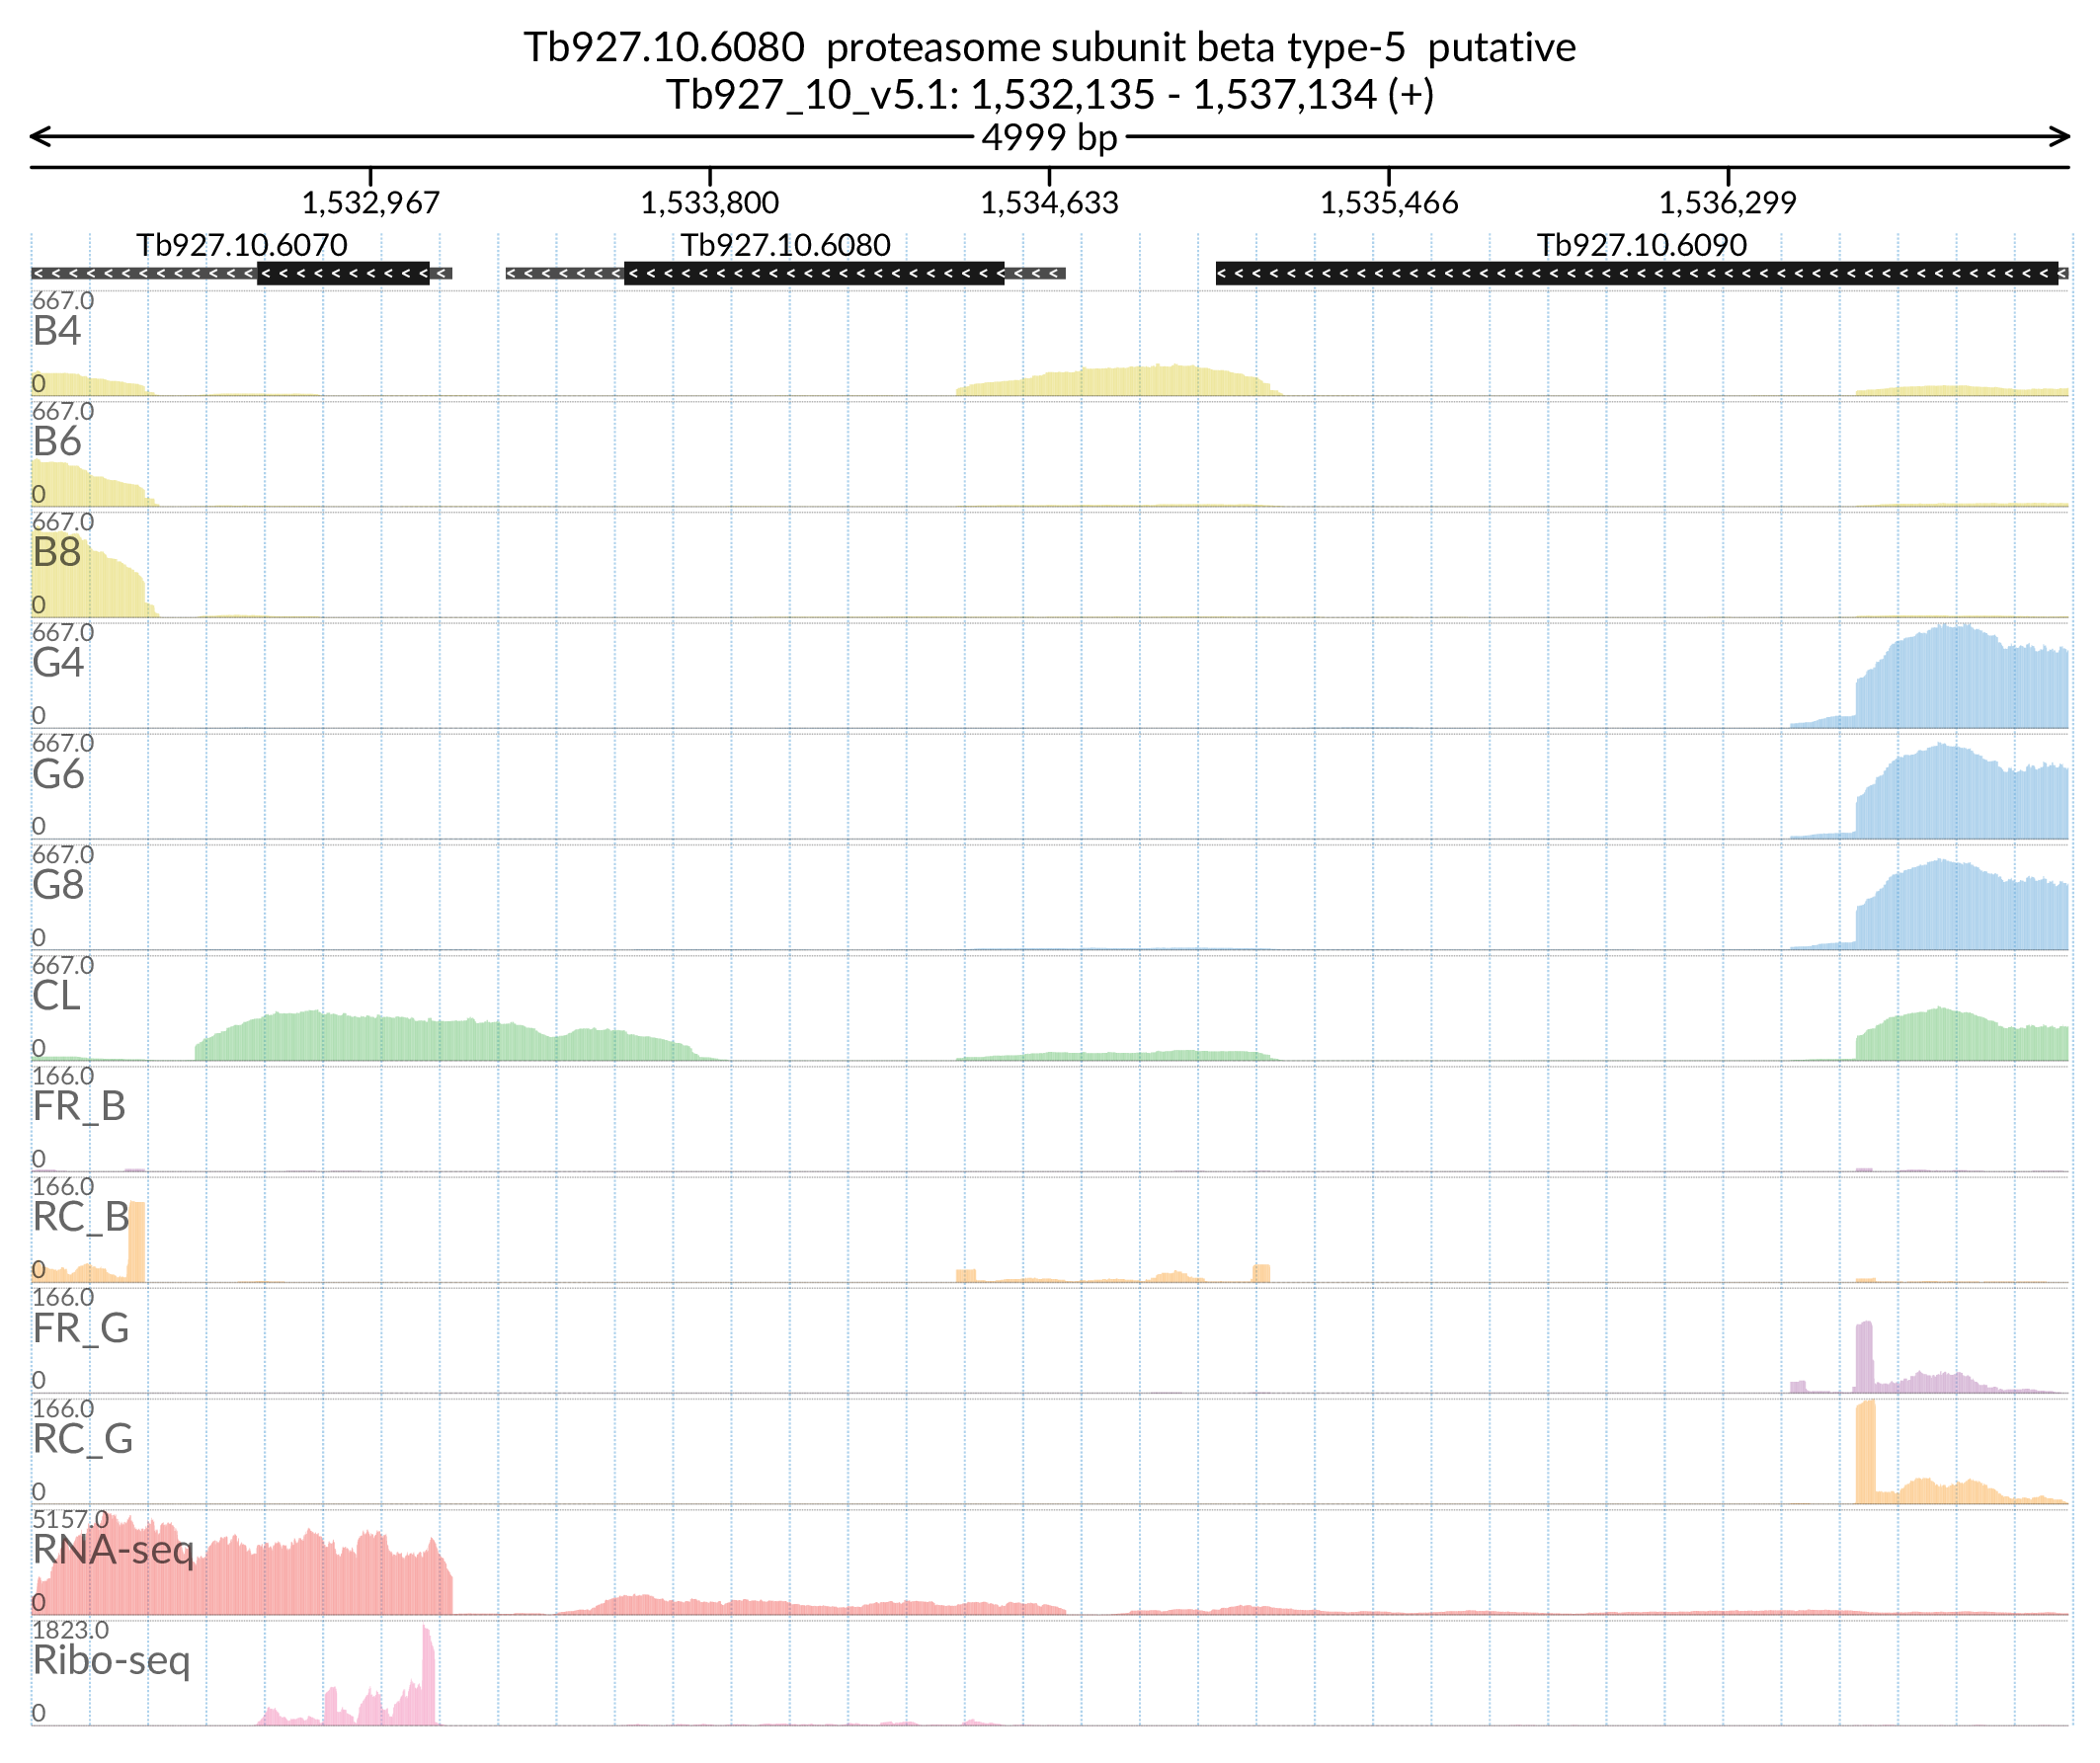 Tb927.10.6080  proteasome subunit beta type-5  putative
Tb927_10_v5.1: 1,532,135 - 1,537,134 (+)
4999 bp
1,532,967 1,533,800 1,534,633 1,535,466 1,536,299
Tb927.10.6070 Tb927.10.6080 Tb927.10.6090
667.0
B4
0
667.0
B6
0
667.0
B8
0
667.0
G4
0
667.0
G6
0
667.0
G8
0
667.0
CL
0
166.0
FR_B
0
166.0
RC_B
0
166.0
FR_G
0
166.0
RC_G
0
5157.0
RNA-seq
0
1823.0
Ribo-seq
0